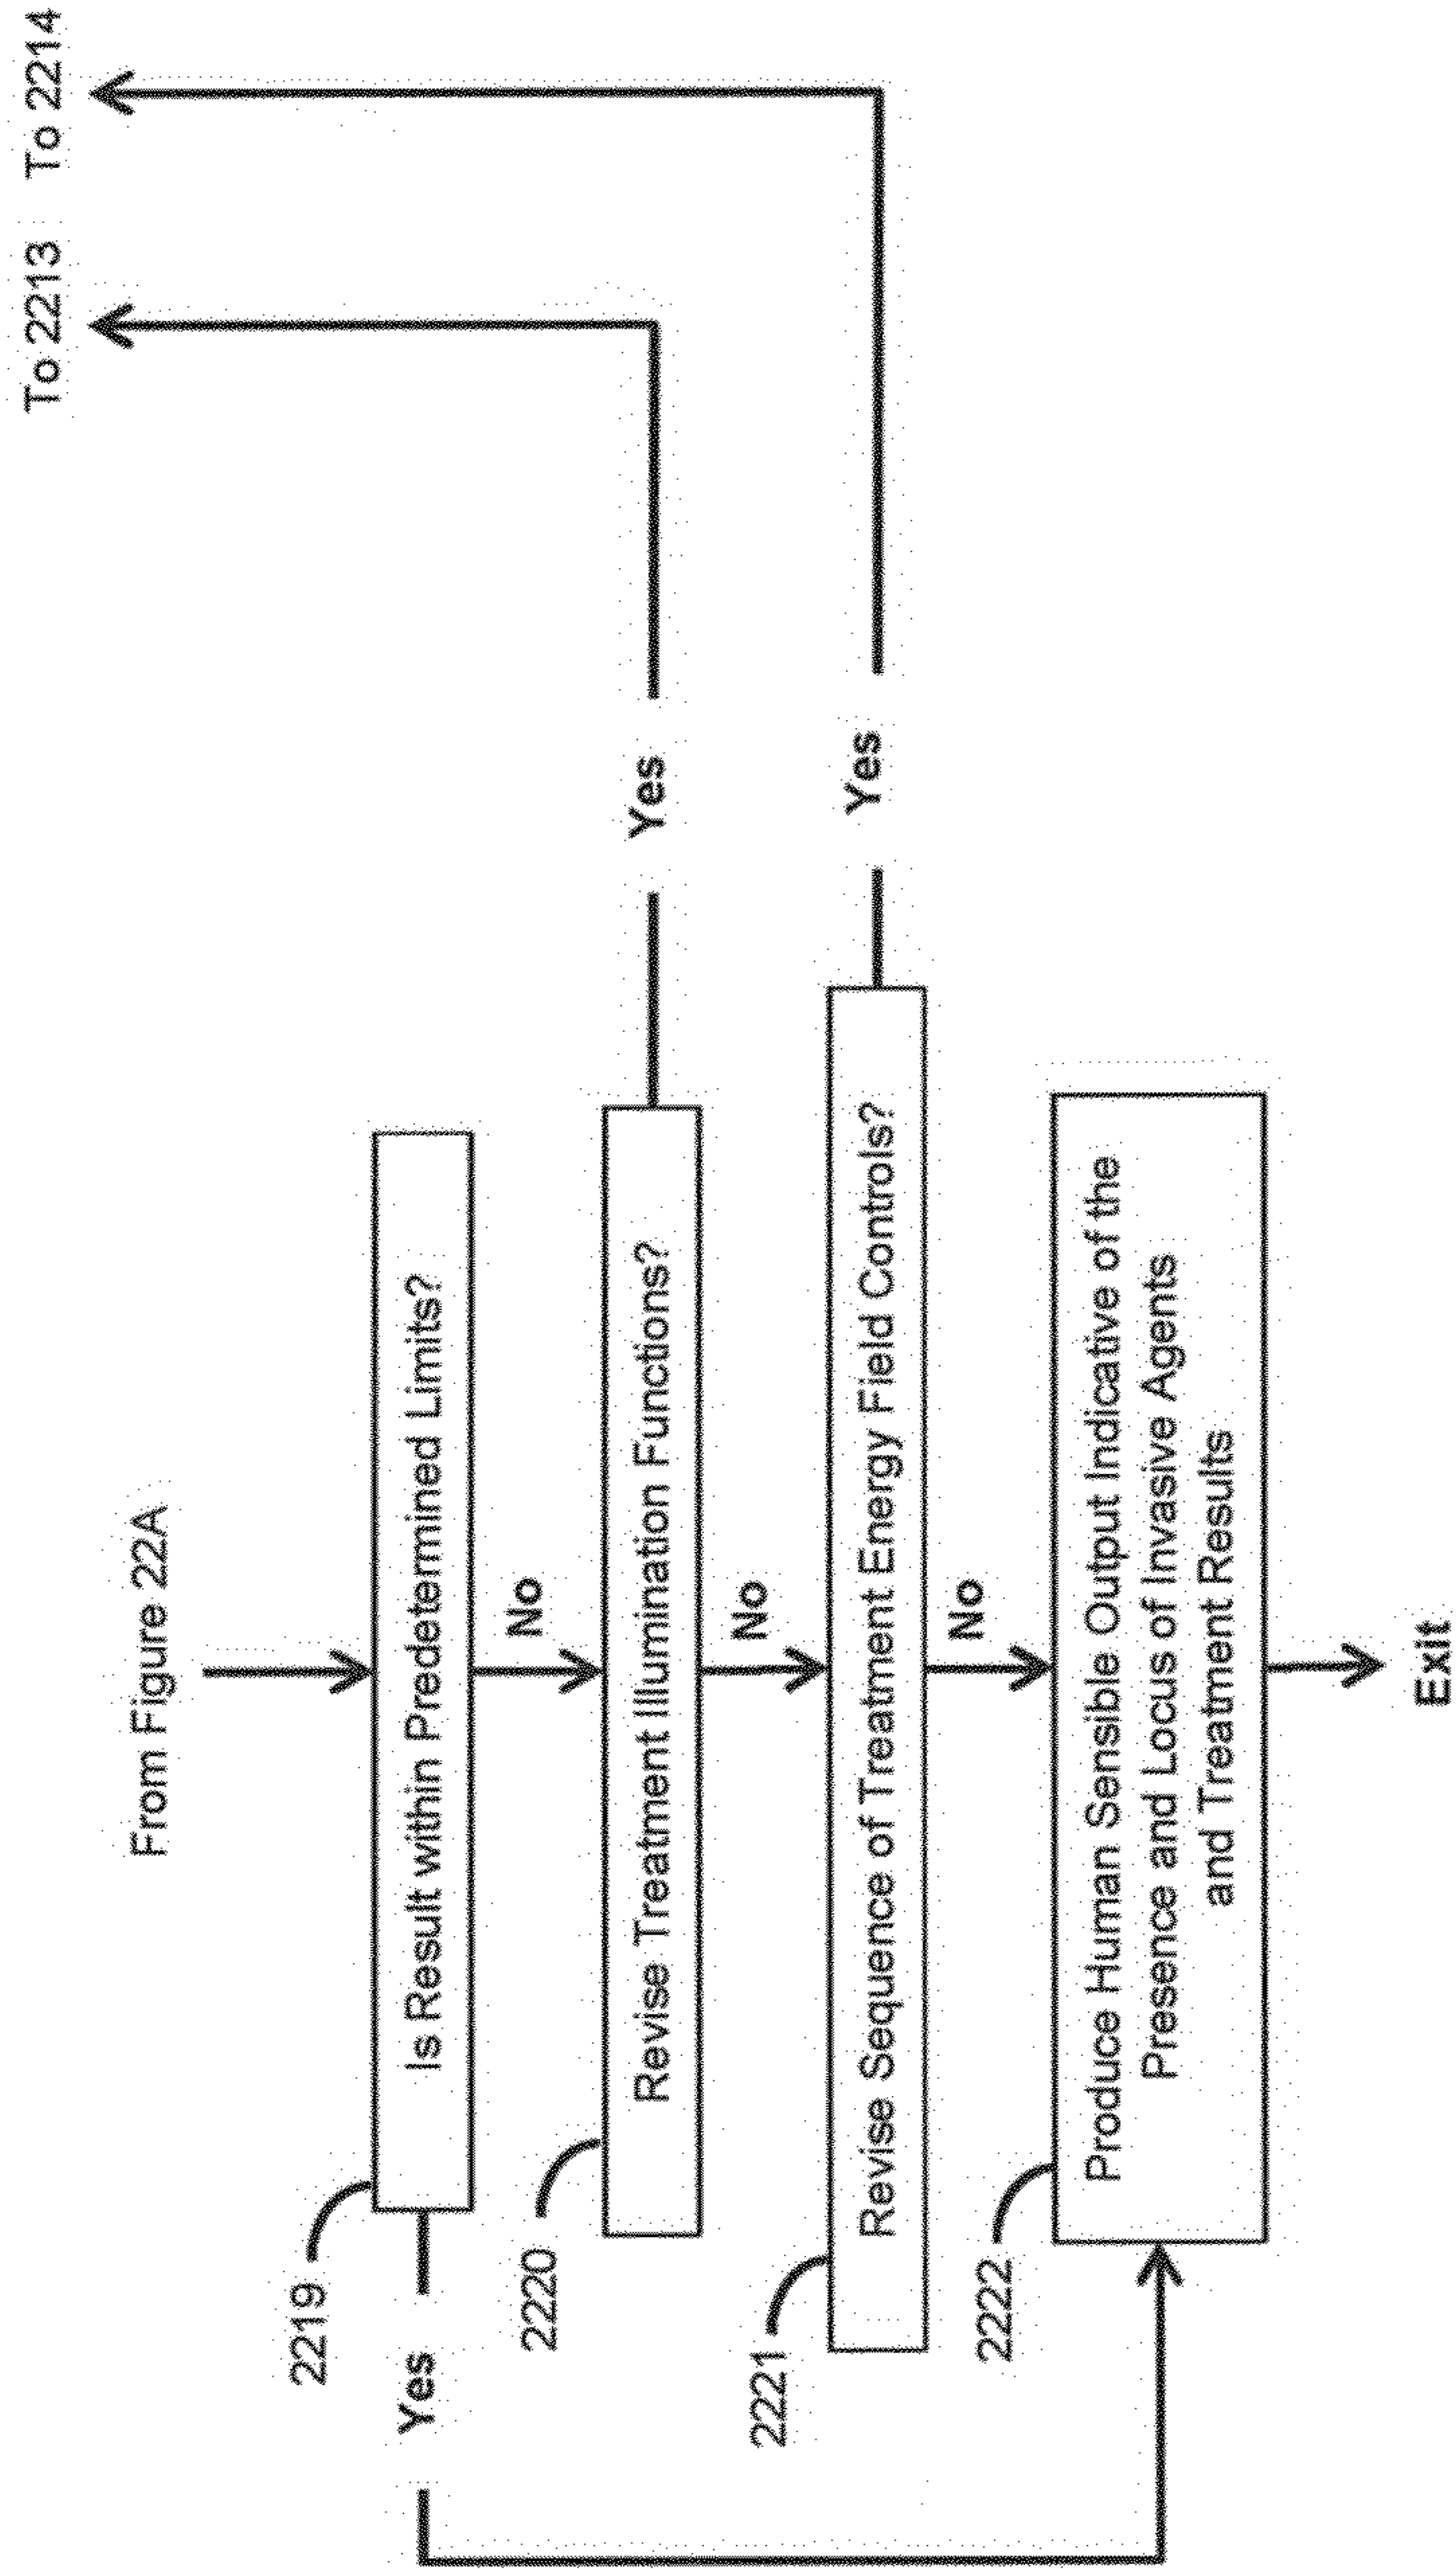 To 2213
To 2214
From Figure 22A
2219
Is Result within Predetermined Limits?
Yes
No
2220
Revise Treatment Illumination Functions?
Yes
No
2221
Revise Sequence of Treatment Energy Field Controls?
Yes
No
2222
Produce Human Sensible Output Indicative of the
Presence and Locus of Invasive Agents
and Treatment Results
Exit